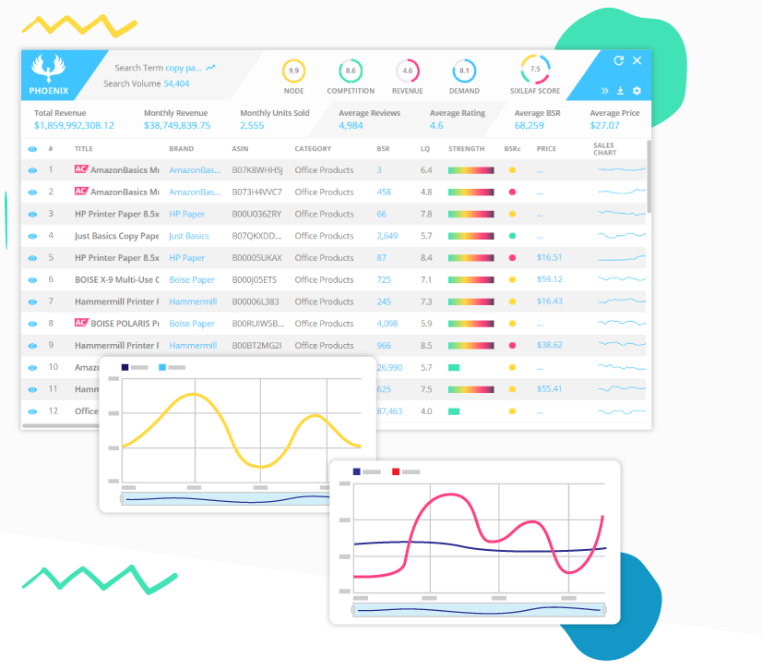 PHOENIX
Search Term copy pa...
Search Volume 54,404
9.9 8.6 4.6 8.1 7.5
NODE COMPETITION REVENUE DEMAND SIXLEAF SCORE
Total Revenue Monthly Revenue Monthly Units Sold Average Reviews Average Rating Average BSR Average Price
$1,859,992,308.12 $38,749,839.75 2,555 4,984 4.6 68,259 $27.07
# TITLE BRAND ASIN CATEGORY BSR LQ STRENGTH BSRc PRICE SALES CHART
1 AC AmazonBasics Mu AmazonBas... B07K8WHH5J Office Products 3 6.4 ...
2 AC AmazonBasics Mu AmazonBas... B073H4VVC7 Office Products 458 4.8 ...
3 HP Printer Paper 8.5x HP Paper B00U036ZRY Office Products 66 7.8 ...
4 Just Basics Copy Pape Just Basics B07QKXDD... Office Products 2,649 5.7 ...
5 HP Printer Paper 8.5x HP Paper B00005UKAX Office Products 87 8.4 $16.51
6 BOISE X-9 Multi-Use C Boise Paper B000J05ETS Office Products 725 7.1 $59.12
7 Hammermill Printer F Hammermill B00006L383 Office Products 245 7.3 $16.43
8 AC BOISE POLARIS Pa Boise Paper B00RUIW5B... Office Products 4,098 5.9 ...
9 Hammermill Printer F Hammermill B00BT2MG2I Office Products 966 8.5 $38.62
10 Amazo 26,990 5.7 ...
11 Hamm 625 7.5 $55.41
12 Office 87,463 4.0 ...